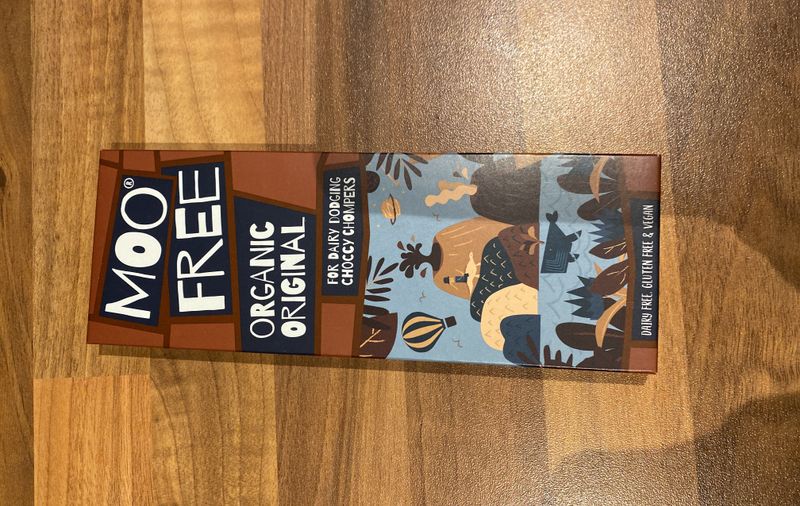 MOO®
FREE
ORGANIC
ORIGINAL
FOR DAIRY DODGING
CHOCCY CHOMPERS
DAIRY FREE, GLUTEN FREE & VEGAN